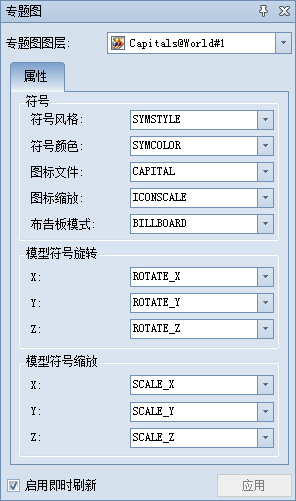 专题图
专题图图层: Capitals@World#1
属性
符号
符号风格: SYMSTYLE
符号颜色: SYMCOLOR
图标文件: CAPITAL
图标缩放: ICONSCALE
布告板模式: BILLBOARD
模型符号旋转
X: ROTATE_X
Y: ROTATE_Y
Z: ROTATE_Z
模型符号缩放
X: SCALE_X
Y: SCALE_Y
Z: SCALE_Z
启用即时刷新 应用